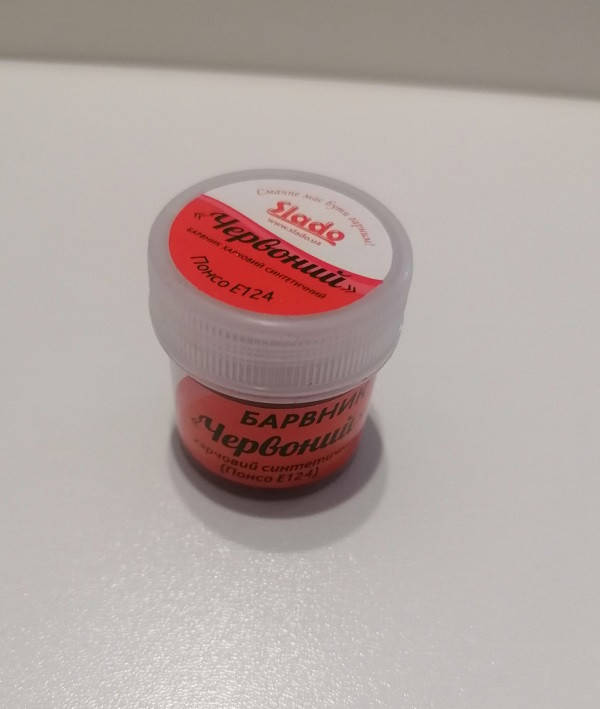 Смачне має бути гарним!
Slado
www.slado.ua
«Червоний»
БАРВНИК ХАРЧОВИЙ СИНТЕТИЧНИЙ
Понсо Е124
БАРВНИК
«Червоний
харчовий синтетичний
(Понсо Е124)